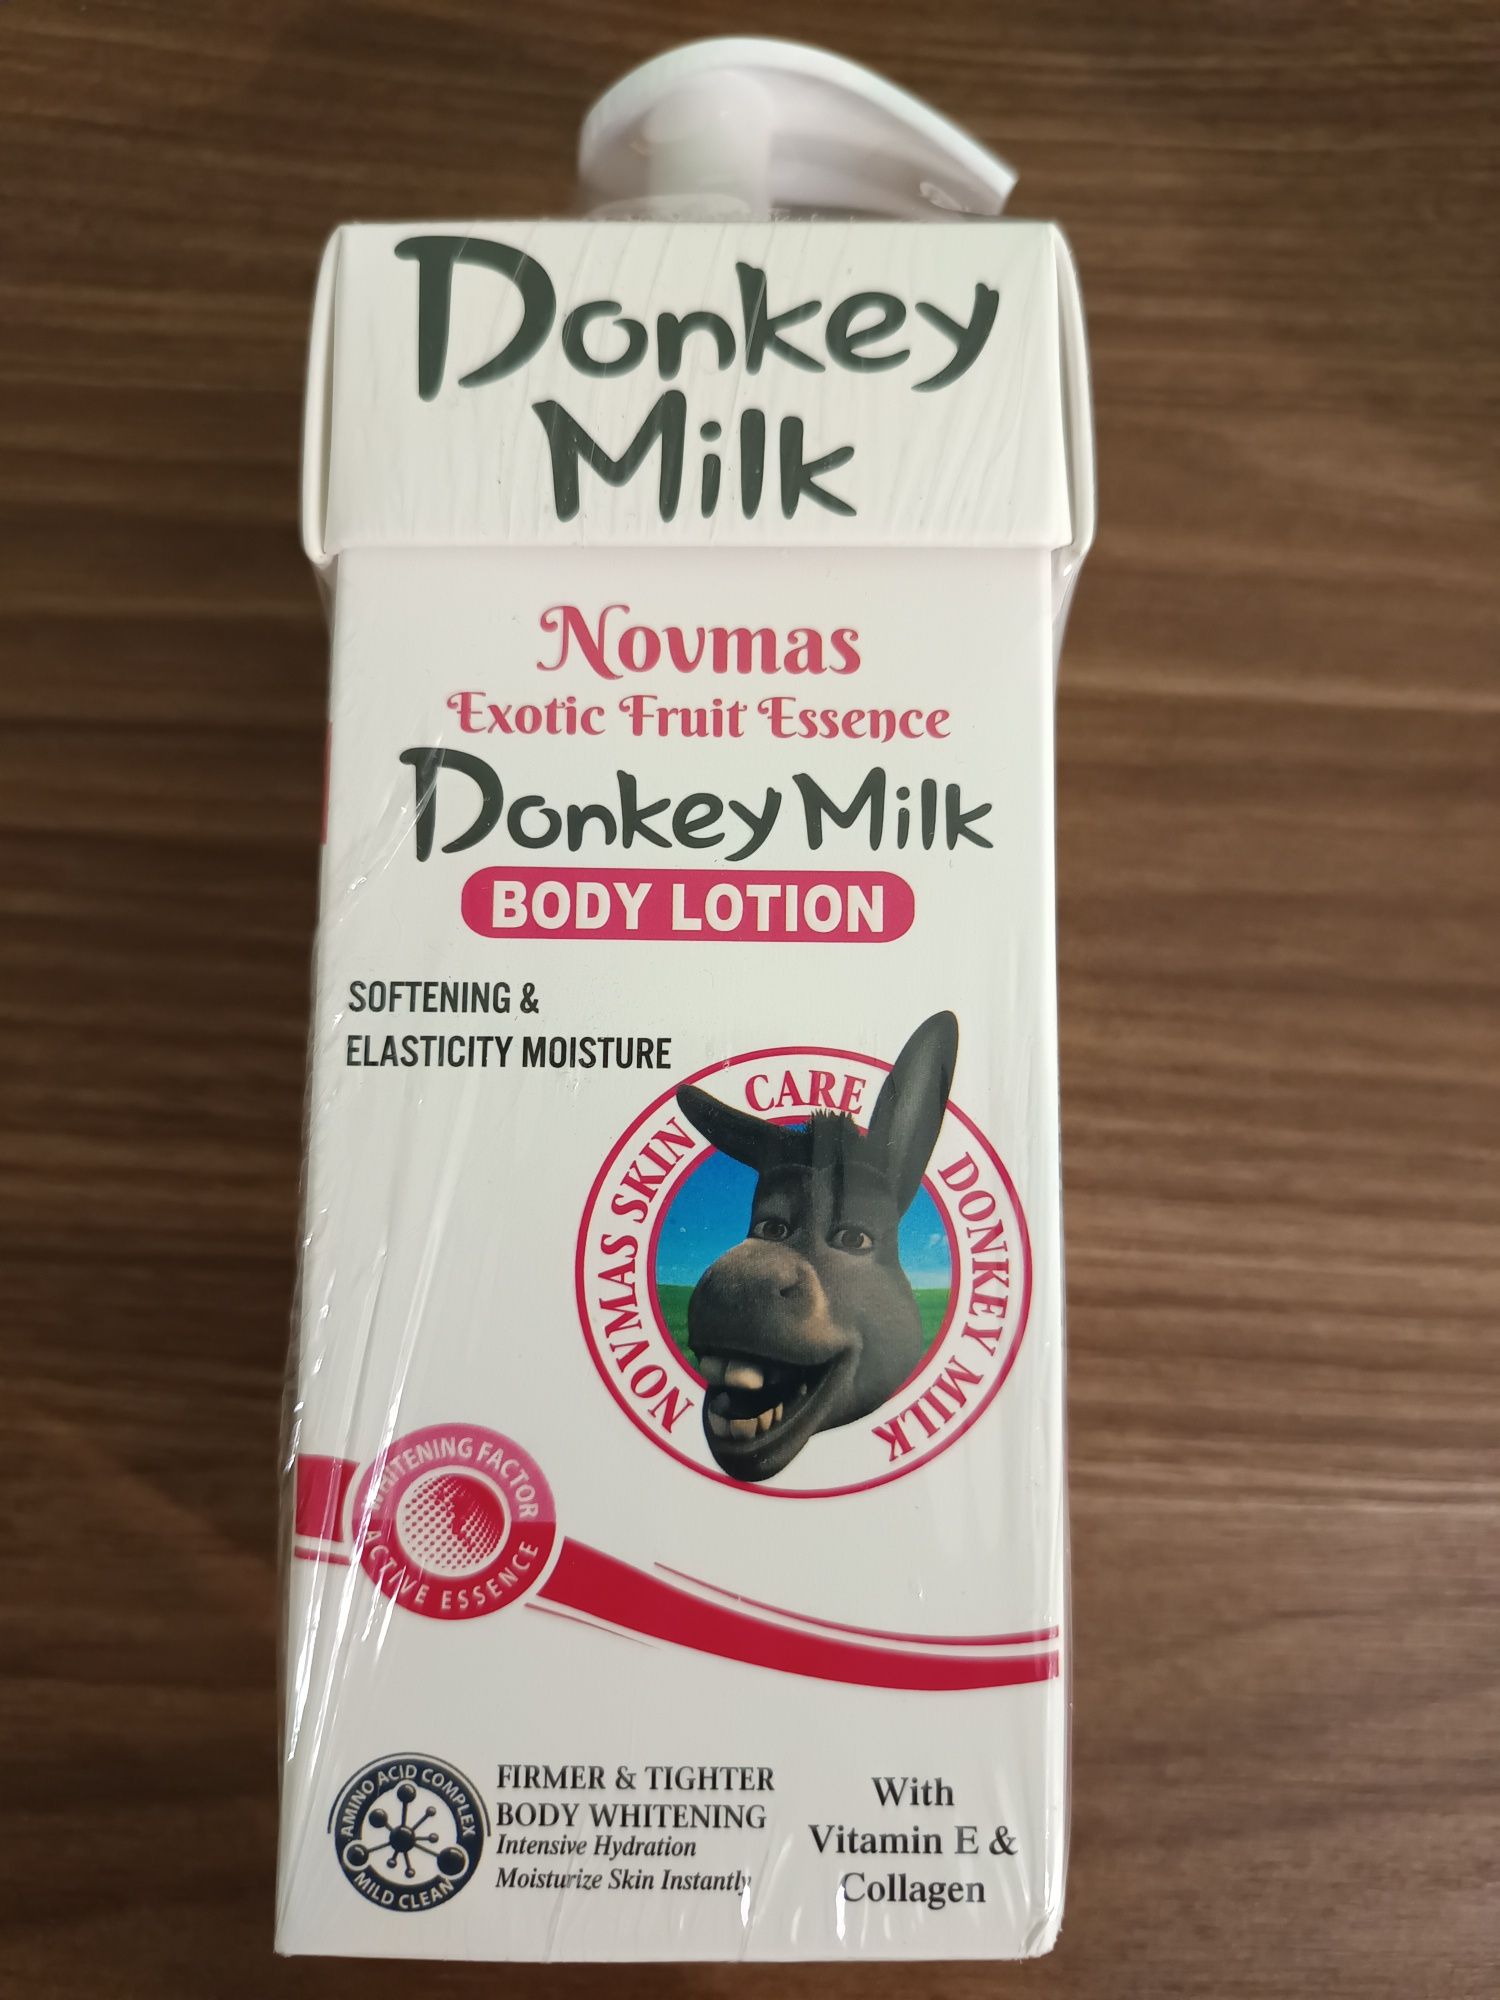 Donkey
Milk
Novmas
Exotic Fruit Essence
Donkey Milk
BODY LOTION
SOFTENING &
ELASTICITY MOISTURE
NOVMAS SKIN CARE DONKEY MILK
WHITENING FACTOR
ACTIVE ESSENCE
AMINO ACID COMPLEX
MILD CLEAN
FIRMER & TIGHTER
BODY WHITENING
Intensive Hydration
Moisturize Skin Instantly
With
Vitamin E &
Collagen